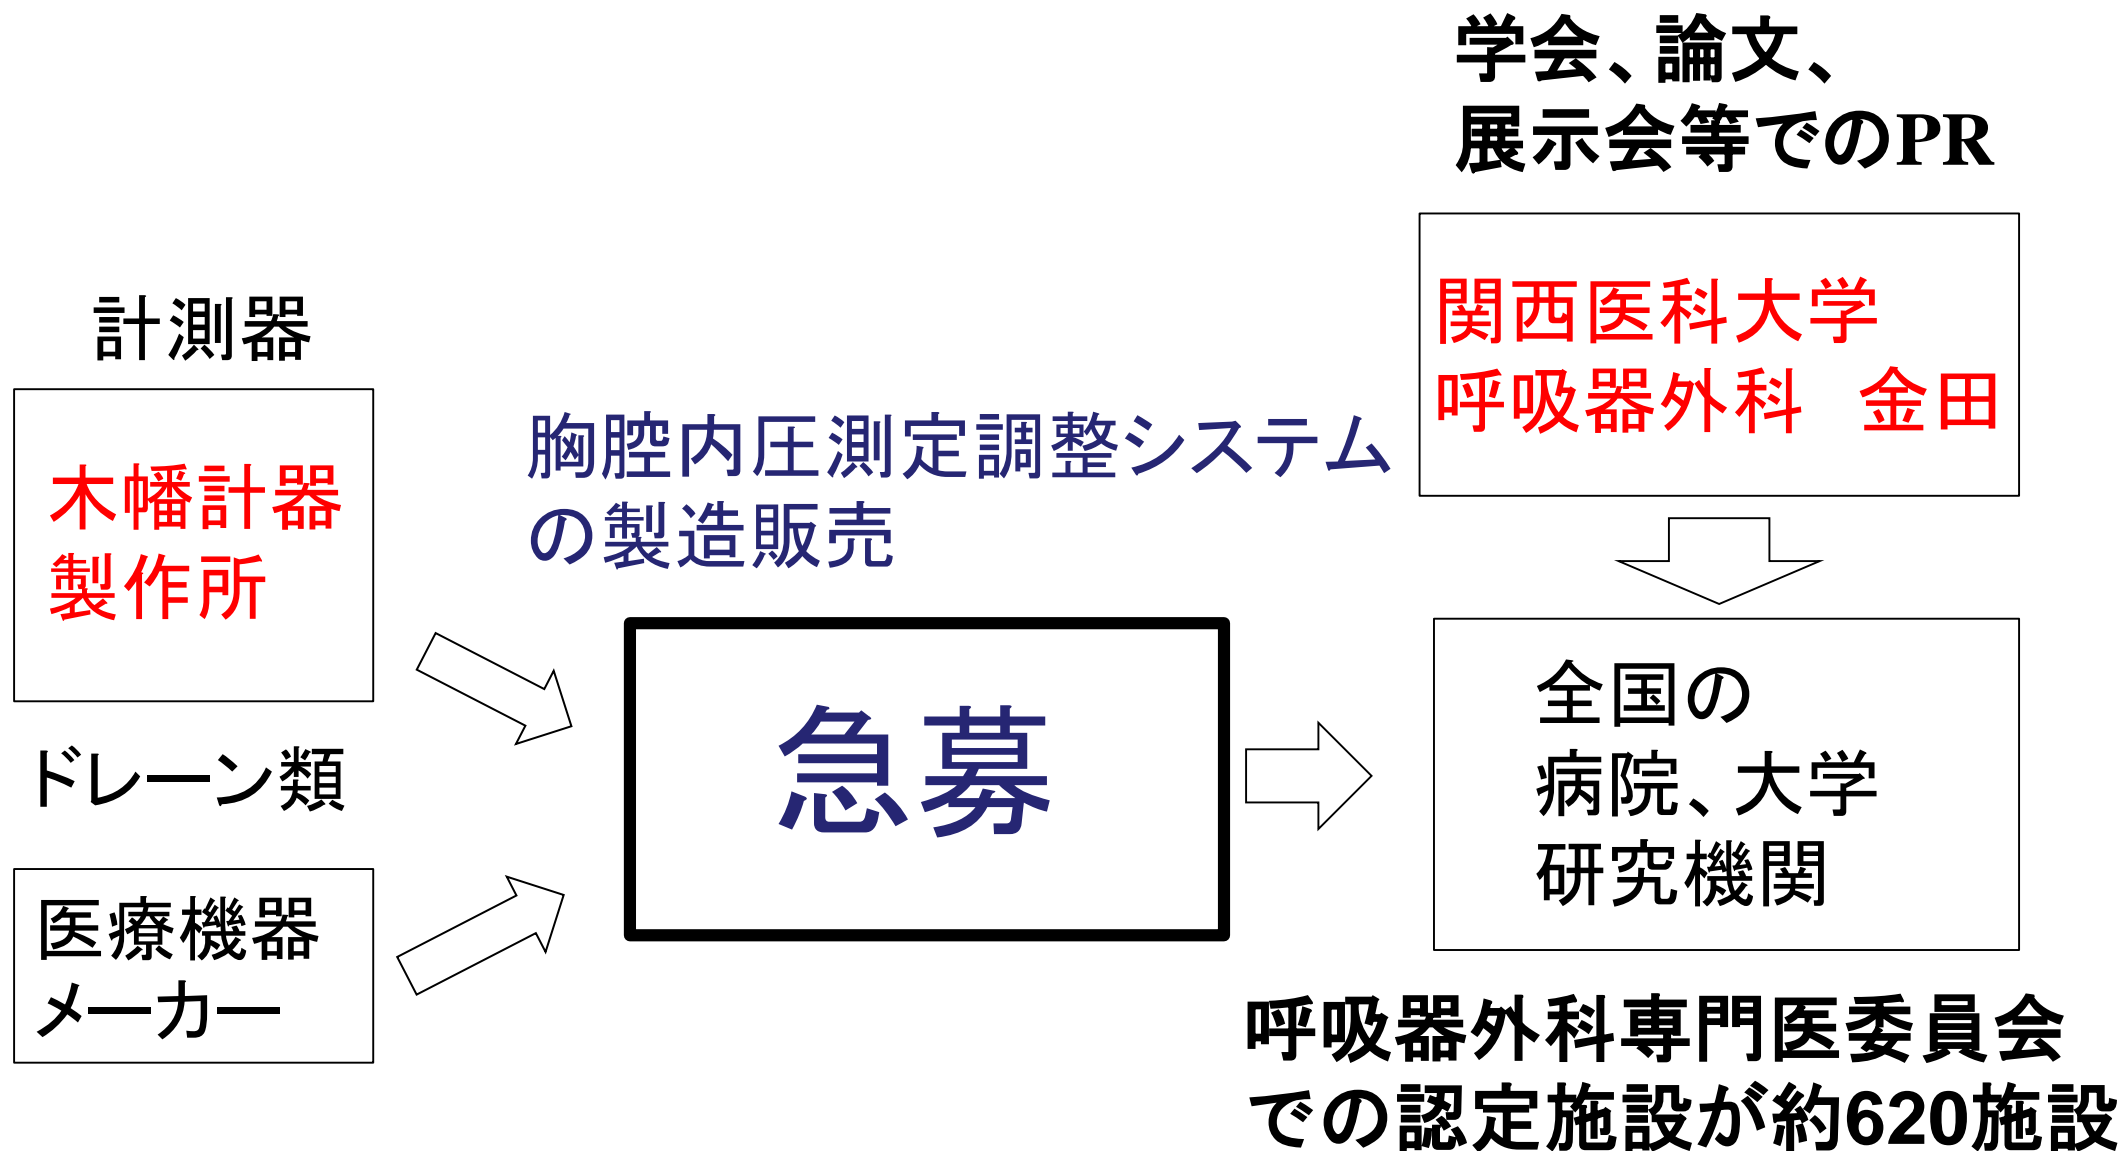 学会、論文、
展示会等でのPR
関西医科大学
呼吸器外科　金田
計測器
木幡計器
製作所
胸腔内圧測定調整システム
の製造販売
急募
ドレーン類
医療機器
メーカー
全国の
病院、大学
研究機関
呼吸器外科専門医委員会
での認定施設が約620施設